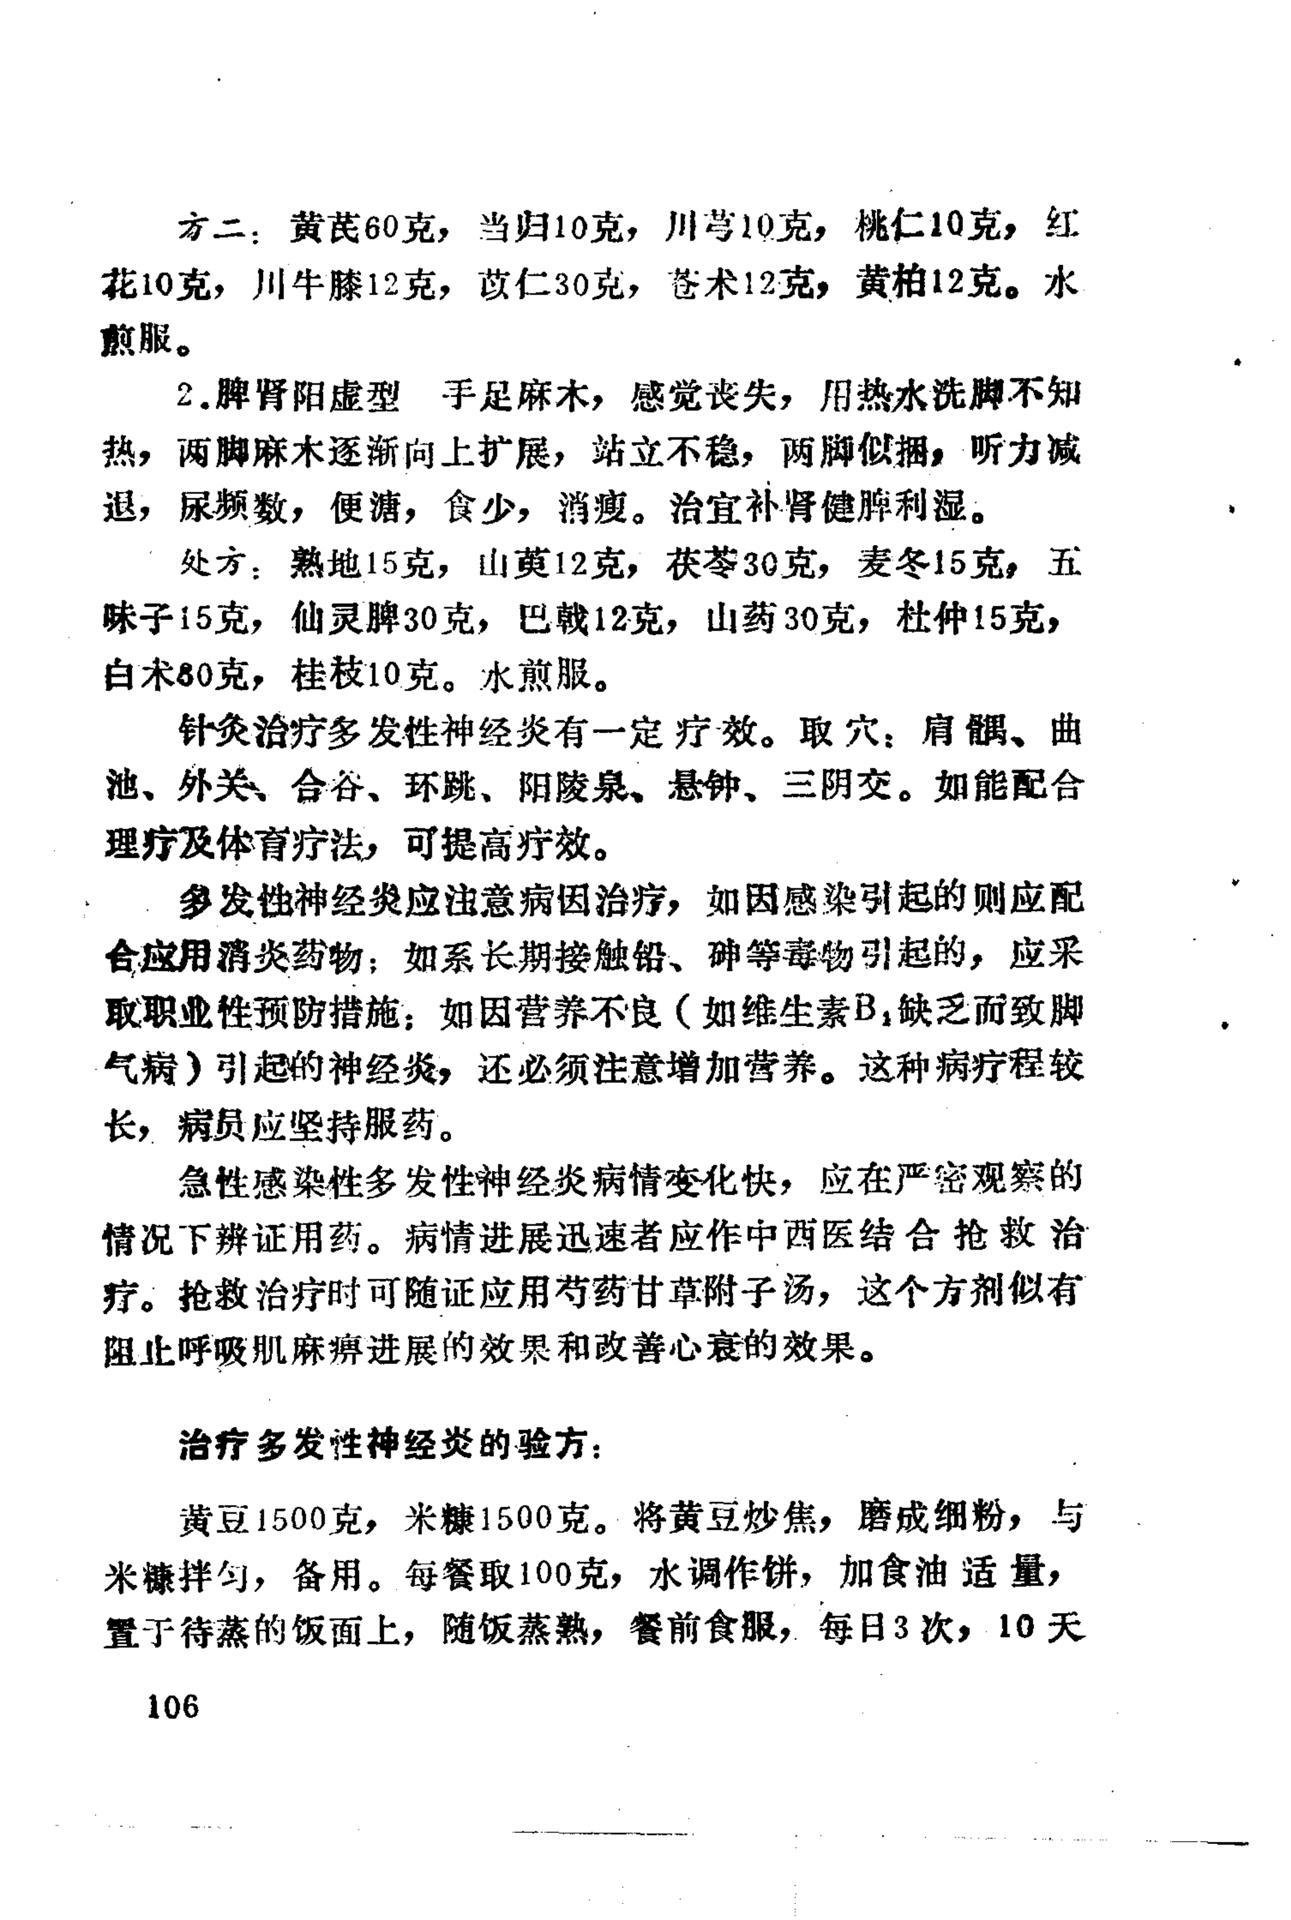 方二：黄芪60克，当归10克，川芎10克，桃仁10克，红
花10克，川牛膝12克，苡仁30克，苍术12克，黄柏12克。水
煎服。
2.脾肾阳虚型　手足麻木，感觉丧失，用热水洗脚不知
热，两脚麻木逐渐向上扩展，站立不稳，两脚似捆，听力减
退，尿频数，便溏，食少，消瘦。治宜补肾健脾利湿。
处方：熟地15克，山萸12克，茯苓30克，麦冬15克，五
味子15克，仙灵脾30克，巴戟12克，山药30克，杜仲15克，
白术30克，桂枝10克。水煎服。
针灸治疗多发性神经炎有一定疗效。取穴：肩髃、曲
池、外关、合谷、环跳、阳陵泉、悬钟、三阴交。如能配合
理疗及体育疗法，可提高疗效。
多发性神经炎应注意病因治疗，如因感染引起的则应配
合应用消炎药物；如系长期接触铅、砷等毒物引起的，应采
取职业性预防措施；如因营养不良（如维生素B₁缺乏而致脚
气病）引起的神经炎，还必须注意增加营养。这种病疗程较
长，病员应坚持服药。
急性感染性多发性神经炎病情变化快，应在严密观察的
情况下辨证用药。病情进展迅速者应作中西医结合抢救治
疗。抢救治疗时可随证应用芍药甘草附子汤，这个方剂似有
阻止呼吸肌麻痹进展的效果和改善心衰的效果。
治疗多发性神经炎的验方：
黄豆1500克，米糠1500克。将黄豆炒焦，磨成细粉，与
米糠拌匀，备用。每餐取100克，水调作饼，加食油适量，
置于待蒸的饭面上，随饭蒸熟，餐前食服，每日3次，10天
106